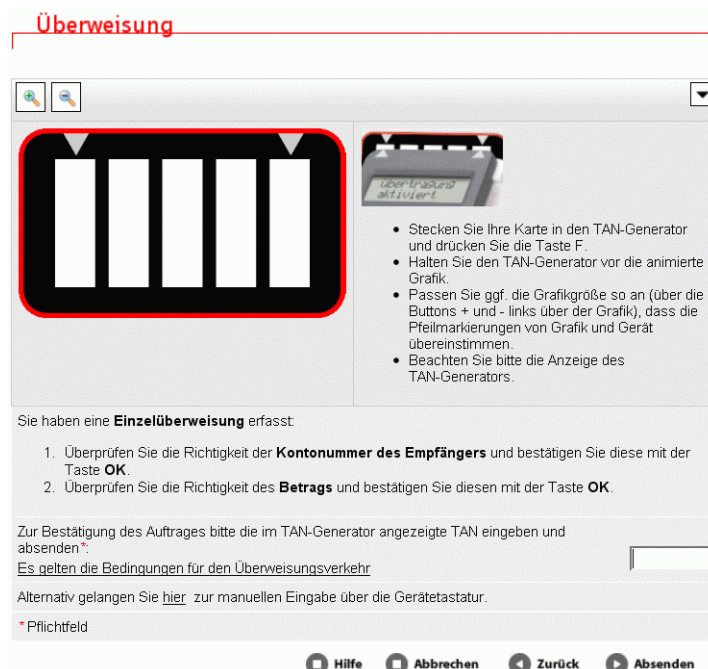 Überweisung
übertragung
aktiviert
Stecken Sie Ihre Karte in den TAN-Generator
und drücken Sie die Taste F.
Halten Sie den TAN-Generator vor die animierte
Grafik.
Passen Sie ggf. die Grafikgröße so an (über die
Buttons + und - links über der Grafik), dass die
Pfeilmarkierungen von Grafik und Gerät
übereinstimmen.
Beachten Sie bitte die Anzeige des
TAN-Generators.
Sie haben eine Einzelüberweisung erfasst:
1. Überprüfen Sie die Richtigkeit der Kontonummer des Empfängers und bestätigen Sie diese mit der
Taste OK.
2. Überprüfen Sie die Richtigkeit des Betrags und bestätigen Sie diesen mit der Taste OK.
Zur Bestätigung des Auftrages bitte die im TAN-Generator angezeigte TAN eingeben und
absenden*:
Es gelten die Bedingungen für den Überweisungsverkehr
Alternativ gelangen Sie hier zur manuellen Eingabe über die Gerätetastatur.
* Pflichtfeld
Hilfe Abbrechen Zurück Absenden